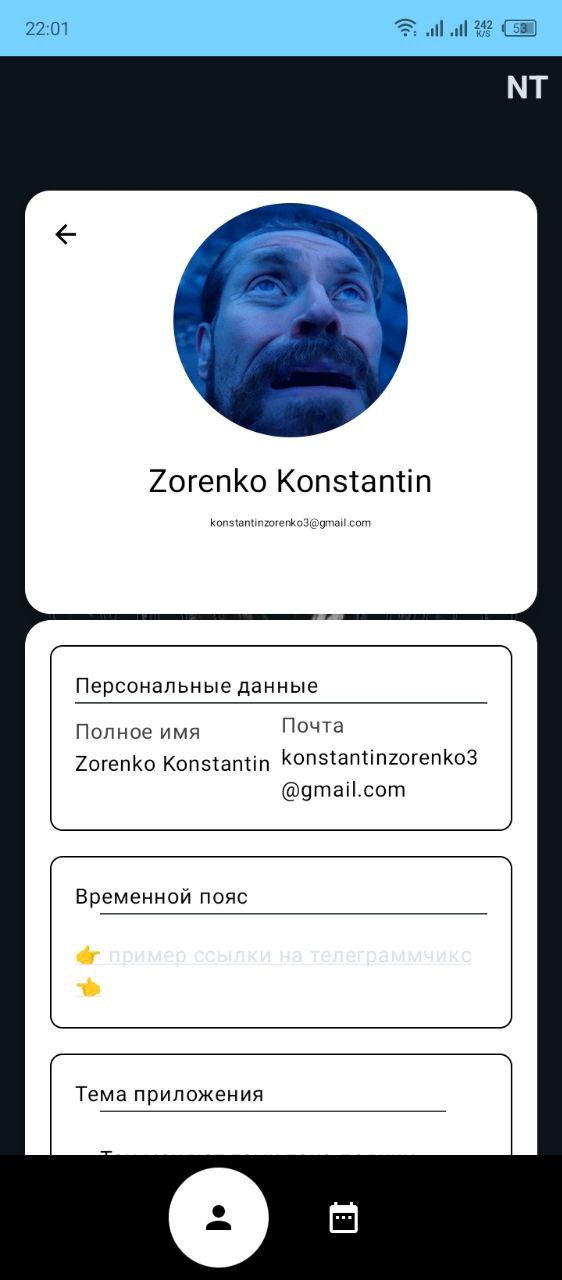 22:01
242
K/S
53
NT
Zorenko Konstantin
konstantinzorenko3@gmail.com
Персональные данные
Полное имя
Zorenko Konstantin
Почта
konstantinzorenko3
@gmail.com
Временной пояс
👉 пример ссылки на телеграммчикс
👈
Тема приложения